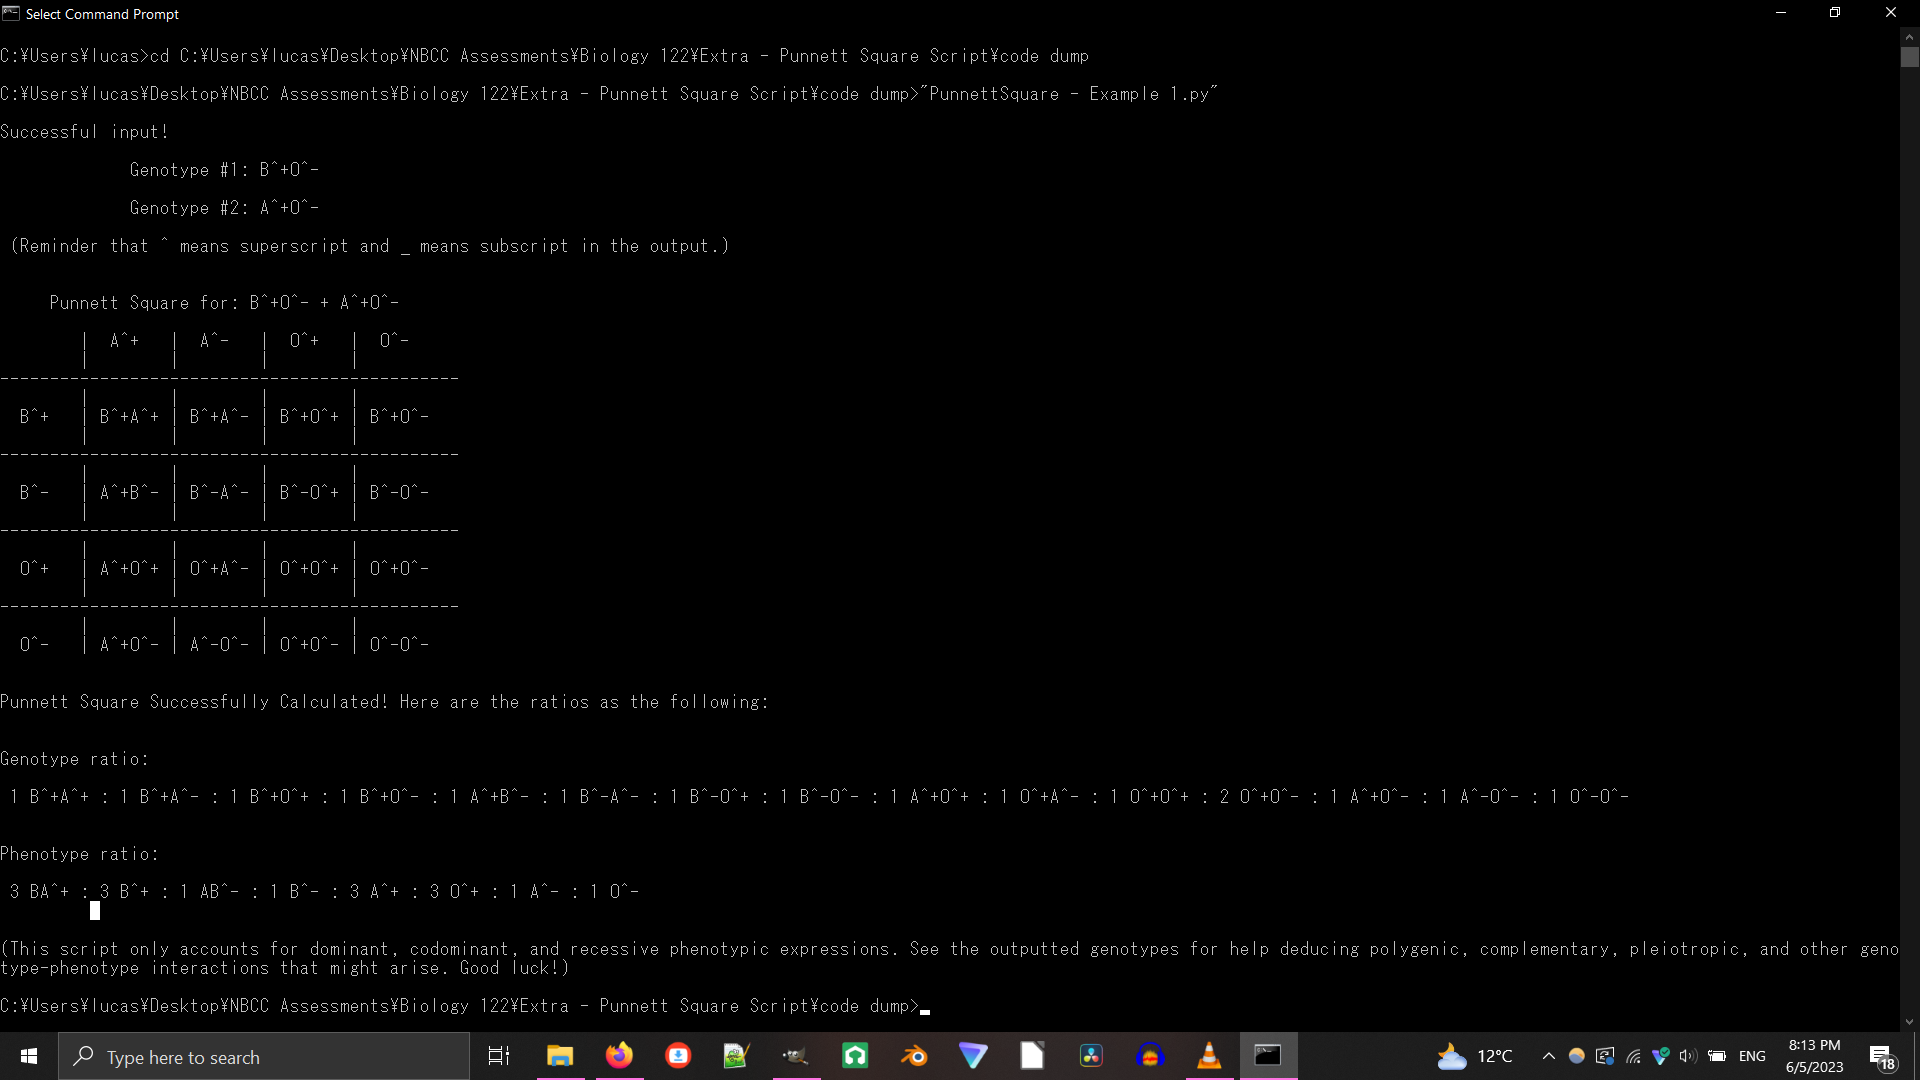 Select Command Prompt
C:¥Users¥lucas>cd C:¥Users¥lucas¥Desktop¥NBCC Assessments¥Biology 122¥Extra - Punnett Square Script¥code dump
C:¥Users¥lucas¥Desktop¥NBCC Assessments¥Biology 122¥Extra - Punnett Square Script¥code dump>"PunnettSquare - Example 1.py"
Successful input!
Genotype #1: B^+O^-
Genotype #2: A^+O^-
(Reminder that ^ means superscript and _ means subscript in the output.)
Punnett Square for: B^+O^- + A^+O^-
| A^+ | A^- | O^+ | O^-
| | | |
----------------------------------------------
| | | |
B^+ | B^+A^+ | B^+A^- | B^+O^+ | B^+O^-
| | | |
----------------------------------------------
| | | |
B^- | A^+B^- | B^-A^- | B^-O^+ | B^-O^-
| | | |
----------------------------------------------
| | | |
O^+ | A^+O^+ | O^+A^- | O^+O^+ | O^+O^-
| | | |
----------------------------------------------
| | | |
O^- | A^+O^- | A^-O^- | O^+O^- | O^-O^-
Punnett Square Successfully Calculated! Here are the ratios as the following:
Genotype ratio:
1 B^+A^+ : 1 B^+A^- : 1 B^+O^+ : 1 B^+O^- : 1 A^+B^- : 1 B^-A^- : 1 B^-O^+ : 1 B^-O^- : 1 A^+O^+ : 1 O^+A^- : 1 O^+O^+ : 2 O^+O^- : 1 A^+O^- : 1 A^-O^- : 1 O^-O^-
Phenotype ratio:
3 BA^+ : 3 B^+ : 1 AB^- : 1 B^- : 3 A^+ : 3 O^+ : 1 A^- : 1 O^-
(This script only accounts for dominant, codominant, and recessive phenotypic expressions. See the outputted genotypes for help deducing polygenic, complementary, pleiotropic, and other geno
type-phenotype interactions that might arise. Good luck!)
C:¥Users¥lucas¥Desktop¥NBCC Assessments¥Biology 122¥Extra - Punnett Square Script¥code dump>_
Type here to search
12°C
ENG
8:13 PM
6/5/2023
18